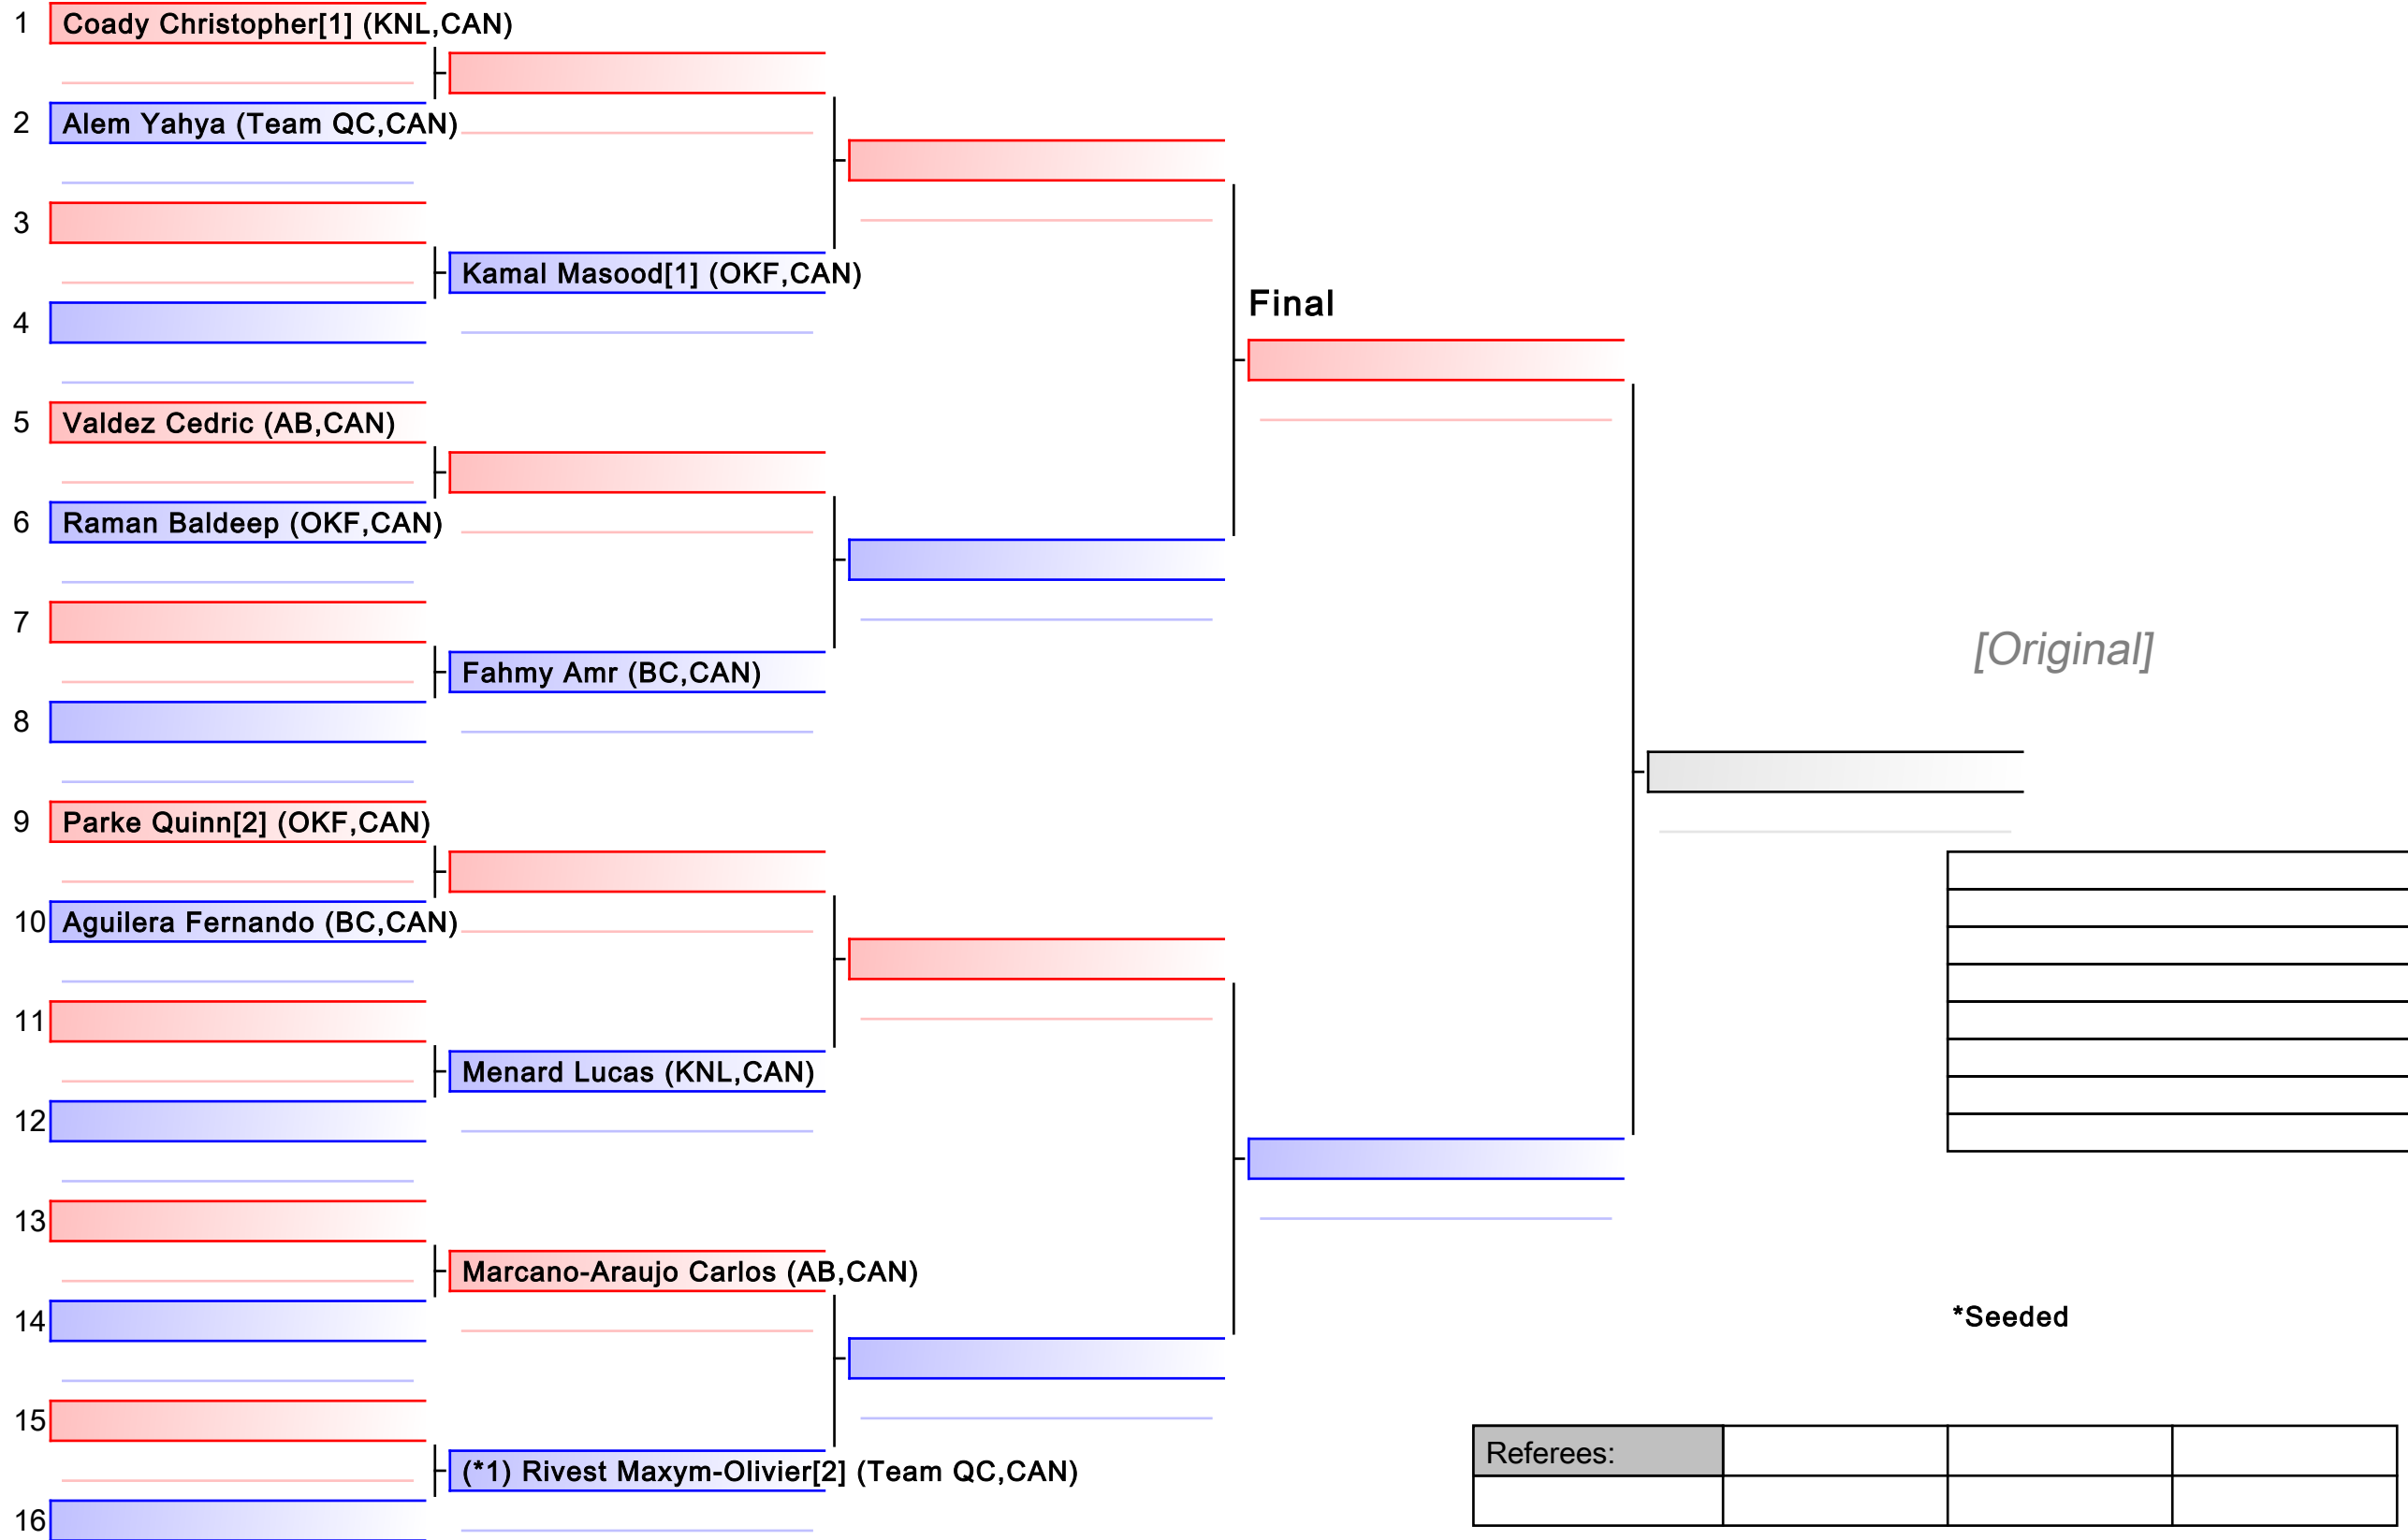 1 Coady Christopher[1] (KNL,CAN)
2 Alem Yahya (Team QC,CAN)
3
Kamal Masood[1] (OKF,CAN)
Final
4
5 Valdez Cedric (AB,CAN)
6 Raman Baldeep (OKF,CAN)
7
[Original]
Fahmy Amr (BC,CAN)
8
9 Parke Quinn[2] (OKF,CAN)
10 Aguilera Fernando (BC,CAN)
11
Menard Lucas (KNL,CAN)
12
13
Marcano-Araujo Carlos (AB,CAN)
14
*Seeded
15
Referees:
(*1) Rivest Maxym-Olivier[2] (Team QC,CAN)
16